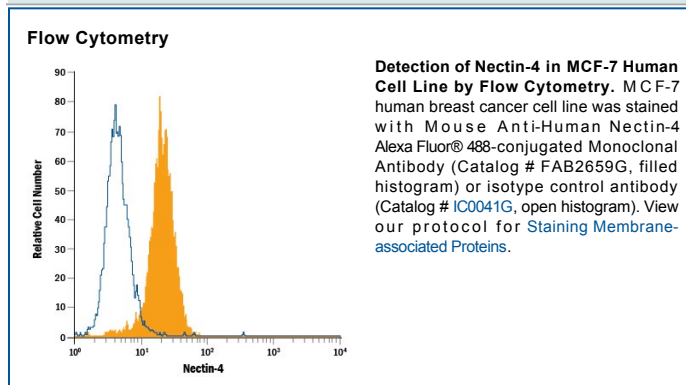 Flow Cytometry
90
80
70
60
50
40
30
20
10
0
Relative Cell Number
10⁰ 10¹ 10² 10³ 10⁴
Nectin-4
Detection of Nectin-4 in MCF-7 Human
Cell Line by Flow Cytometry. MCF-7
human breast cancer cell line was stained
with Mouse Anti-Human Nectin-4
Alexa Fluor® 488-conjugated Monoclonal
Antibody (Catalog # FAB2659G, filled
histogram) or isotype control antibody
(Catalog # IC0041G, open histogram). View
our protocol for Staining Membrane-
associated Proteins.